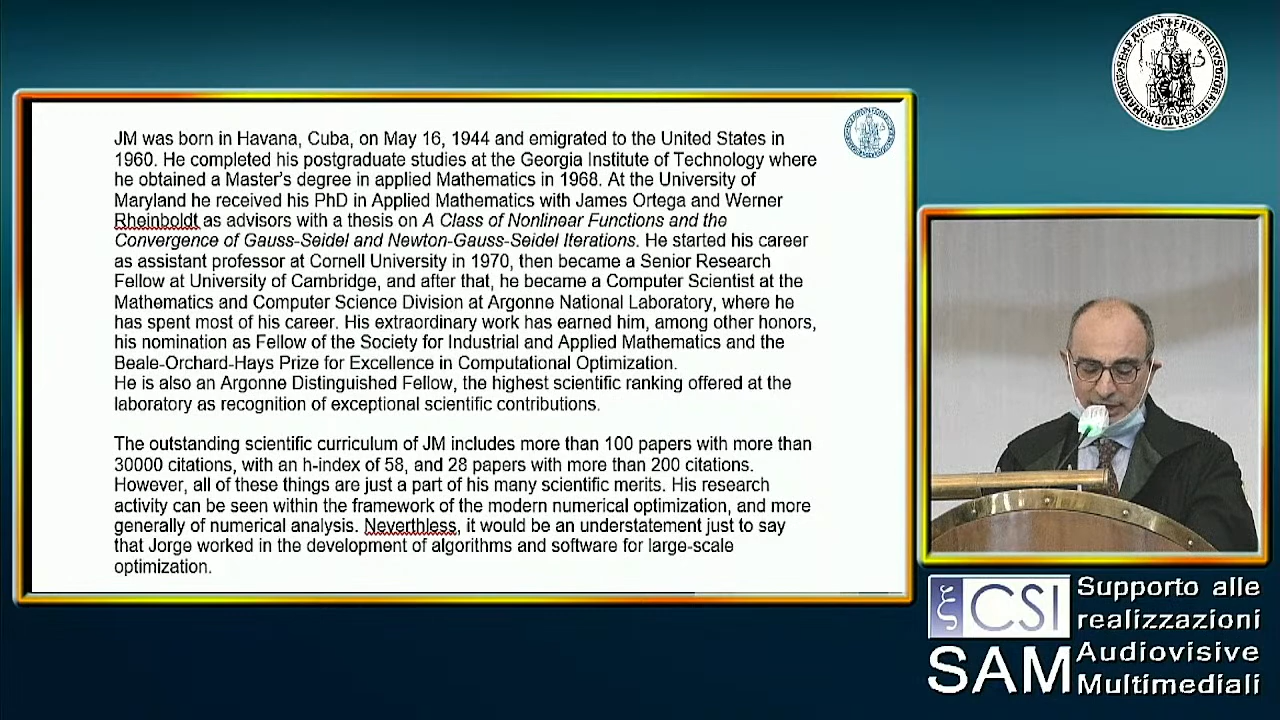 JM was born in Havana, Cuba, on May 16, 1944 and emigrated to the United States in
1960. He completed his postgraduate studies at the Georgia Institute of Technology where
he obtained a Master's degree in applied Mathematics in 1968. At the University of
Maryland he received his PhD in Applied Mathematics with James Ortega and Werner
Rheinboldt as advisors with a thesis on A Class of Nonlinear Functions and the
Convergence of Gauss-Seidel and Newton-Gauss-Seidel Iterations. He started his career
as assistant professor at Cornell University in 1970, then became a Senior Research
Fellow at University of Cambridge, and after that, he became a Computer Scientist at the
Mathematics and Computer Science Division at Argonne National Laboratory, where he
has spent most of his career. His extraordinary work has earned him, among other honors,
his nomination as Fellow of the Society for Industrial and Applied Mathematics and the
Beale-Orchard-Hays Prize for Excellence in Computational Optimization.
He is also an Argonne Distinguished Fellow, the highest scientific ranking offered at the
laboratory as recognition of exceptional scientific contributions.
The outstanding scientific curriculum of JM includes more than 100 papers with more than
30000 citations, with an h-index of 58, and 28 papers with more than 200 citations.
However, all of these things are just a part of his many scientific merits. His research
activity can be seen within the framework of the modern numerical optimization, and more
generally of numerical analysis. Neverthless, it would be an understatement just to say
that Jorge worked in the development of algorithms and software for large-scale
optimization.
CSI
SAM
Supporto alle
realizzazioni
Audiovisive
Multimediali